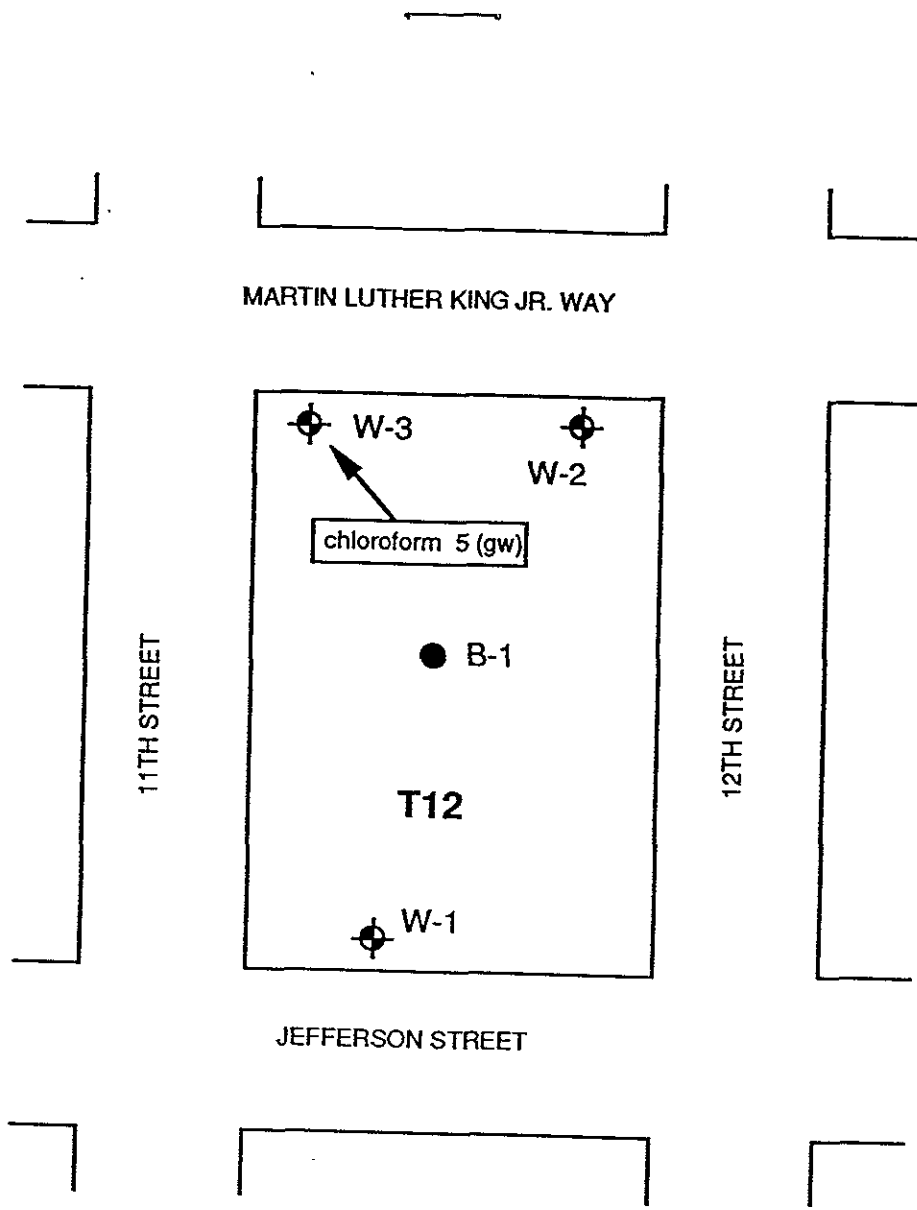 MARTIN LUTHER KING JR. WAY
W-3
W-2
chloroform 5 (gw)
B-1
11TH STREET
12TH STREET
T12
W-1
JEFFERSON STREET